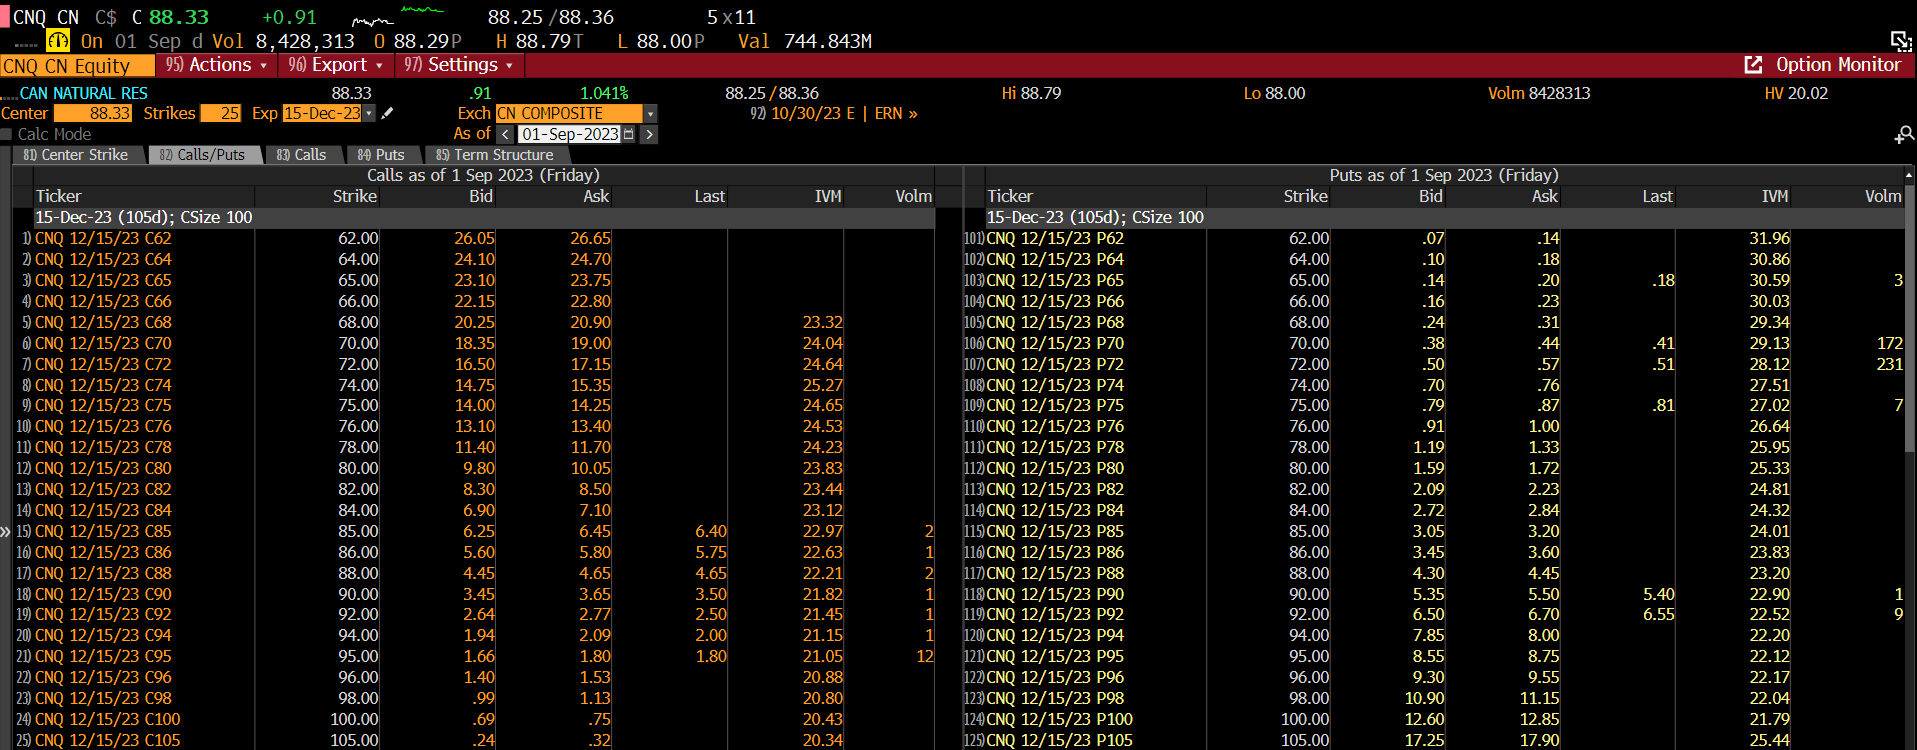 CNQ CN C$ C 88.33 +0.91 88.25 / 88.36 5 x 11
On 01 Sep d Vol 8,428,313 O 88.29P H 88.79T L 88.00P Val 744.843M
CNQ CN Equity 95) Actions 96) Export 97) Settings Option Monitor
CAN NATURAL RES 88.33 .91 1.041% 88.25 / 88.36 Hi 88.79 Lo 88.00 Volm 8428313 HV 20.02
Center 88.33 Strikes 25 Exp 15-Dec-23 Exch CN COMPOSITE 92) 10/30/23 E | ERN »
Calc Mode As of < 01-Sep-2023 >
81) Center Strike 82) Calls/Puts 83) Calls 84) Puts 85) Term Structure
Calls as of 1 Sep 2023 (Friday) Puts as of 1 Sep 2023 (Friday)
Ticker Strike Bid Ask Last IVM Volm Ticker Strike Bid Ask Last IVM Volm
15-Dec-23 (105d); CSize 100 15-Dec-23 (105d); CSize 100
1) CNQ 12/15/23 C62 62.00 26.05 26.65 101) CNQ 12/15/23 P62 62.00 .07 .14 31.96
2) CNQ 12/15/23 C64 64.00 24.10 24.70 102) CNQ 12/15/23 P64 64.00 .10 .18 30.86
3) CNQ 12/15/23 C65 65.00 23.10 23.75 103) CNQ 12/15/23 P65 65.00 .14 .20 .18 30.59 3
4) CNQ 12/15/23 C66 66.00 22.15 22.80 104) CNQ 12/15/23 P66 66.00 .16 .23 30.03
5) CNQ 12/15/23 C68 68.00 20.25 20.90 23.32 105) CNQ 12/15/23 P68 68.00 .24 .31 29.34
6) CNQ 12/15/23 C70 70.00 18.35 19.00 24.04 106) CNQ 12/15/23 P70 70.00 .38 .44 .41 29.13 172
7) CNQ 12/15/23 C72 72.00 16.50 17.15 24.64 107) CNQ 12/15/23 P72 72.00 .50 .57 .51 28.12 231
8) CNQ 12/15/23 C74 74.00 14.75 15.35 25.27 108) CNQ 12/15/23 P74 74.00 .70 .76 27.51
9) CNQ 12/15/23 C75 75.00 14.00 14.25 24.65 109) CNQ 12/15/23 P75 75.00 .79 .87 .81 27.02 7
10) CNQ 12/15/23 C76 76.00 13.10 13.40 24.53 110) CNQ 12/15/23 P76 76.00 .91 1.00 26.64
11) CNQ 12/15/23 C78 78.00 11.40 11.70 24.23 111) CNQ 12/15/23 P78 78.00 1.19 1.33 25.95
12) CNQ 12/15/23 C80 80.00 9.80 10.05 23.83 112) CNQ 12/15/23 P80 80.00 1.59 1.72 25.33
13) CNQ 12/15/23 C82 82.00 8.30 8.50 23.44 113) CNQ 12/15/23 P82 82.00 2.09 2.23 24.81
14) CNQ 12/15/23 C84 84.00 6.90 7.10 23.12 114) CNQ 12/15/23 P84 84.00 2.72 2.84 24.32
» 15) CNQ 12/15/23 C85 85.00 6.25 6.45 6.40 22.97 2 115) CNQ 12/15/23 P85 85.00 3.05 3.20 24.01
16) CNQ 12/15/23 C86 86.00 5.60 5.80 5.75 22.63 1 116) CNQ 12/15/23 P86 86.00 3.45 3.60 23.83
17) CNQ 12/15/23 C88 88.00 4.45 4.65 4.65 22.21 2 117) CNQ 12/15/23 P88 88.00 4.30 4.45 23.20
18) CNQ 12/15/23 C90 90.00 3.45 3.65 3.50 21.82 1 118) CNQ 12/15/23 P90 90.00 5.35 5.50 5.40 22.90 1
19) CNQ 12/15/23 C92 92.00 2.64 2.77 2.50 21.45 1 119) CNQ 12/15/23 P92 92.00 6.50 6.70 6.55 22.52 9
20) CNQ 12/15/23 C94 94.00 1.94 2.09 2.00 21.15 1 120) CNQ 12/15/23 P94 94.00 7.85 8.00 22.20
21) CNQ 12/15/23 C95 95.00 1.66 1.80 1.80 21.05 12 121) CNQ 12/15/23 P95 95.00 8.55 8.75 22.12
22) CNQ 12/15/23 C96 96.00 1.40 1.53 20.88 122) CNQ 12/15/23 P96 96.00 9.30 9.55 22.17
23) CNQ 12/15/23 C98 98.00 .99 1.13 20.80 123) CNQ 12/15/23 P98 98.00 10.90 11.15 22.04
24) CNQ 12/15/23 C100 100.00 .69 .75 20.43 124) CNQ 12/15/23 P100 100.00 12.60 12.85 21.79
25) CNQ 12/15/23 C105 105.00 .24 .32 20.34 125) CNQ 12/15/23 P105 105.00 17.25 17.90 25.44